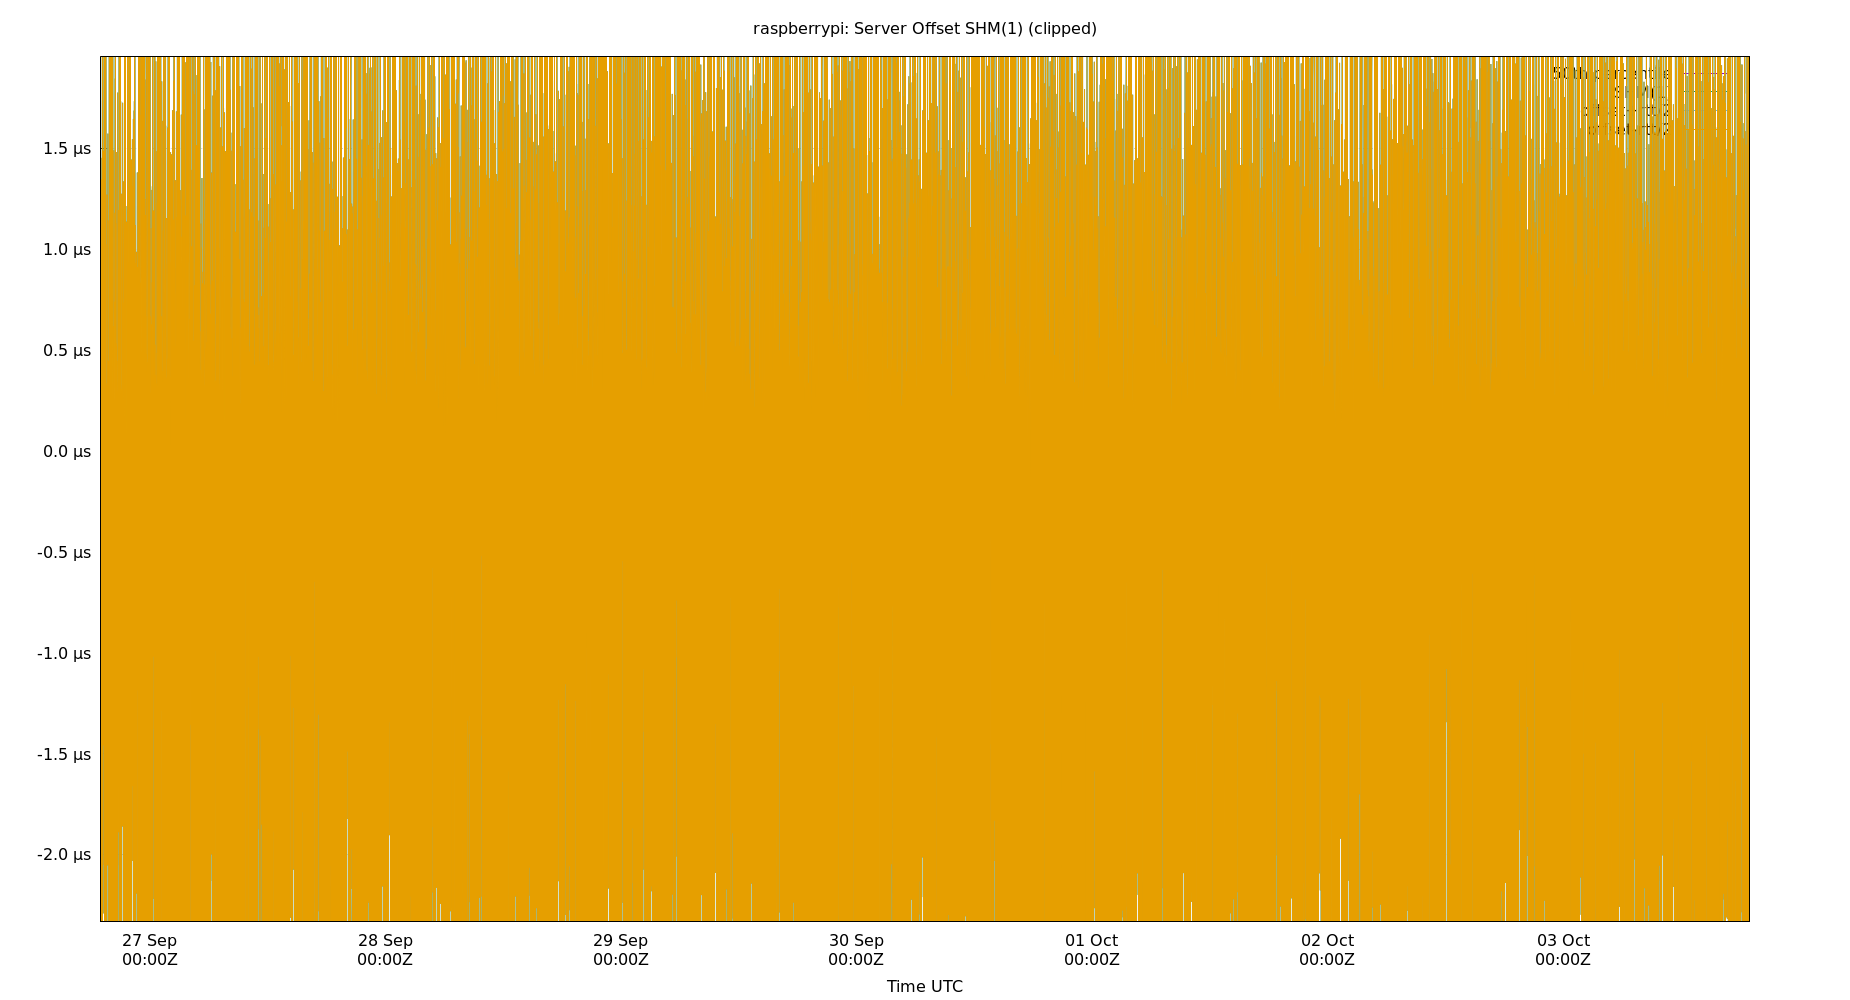 raspberrypi: Server Offset SHM(1) (clipped)
50th percentile
1.5 µs
1.0 µs
0.5 µs
0.0 µs
-0.5 µs
-1.0 µs
-1.5 µs
-2.0 µs
27 Sep 28 Sep 29 Sep 30 Sep 01 Oct 02 Oct 03 Oct
00:00Z 00:00Z 00:00Z 00:00Z 00:00Z 00:00Z 00:00Z
Time UTC